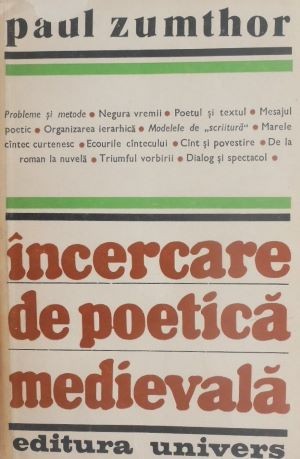 paul zumthor
Probleme și metode • Negura vremii • Poetul și textul • Mesajul
poetic • Organizarea ierarhică • Modelele de „scriitură" • Marele
cîntec curtenesc • Ecourile cîntecului • Cînt și povestire • De la
roman la nuvelă • Triumful vorbirii • Dialog și spectacol •
încercare
de poetică
medievală
editura univers